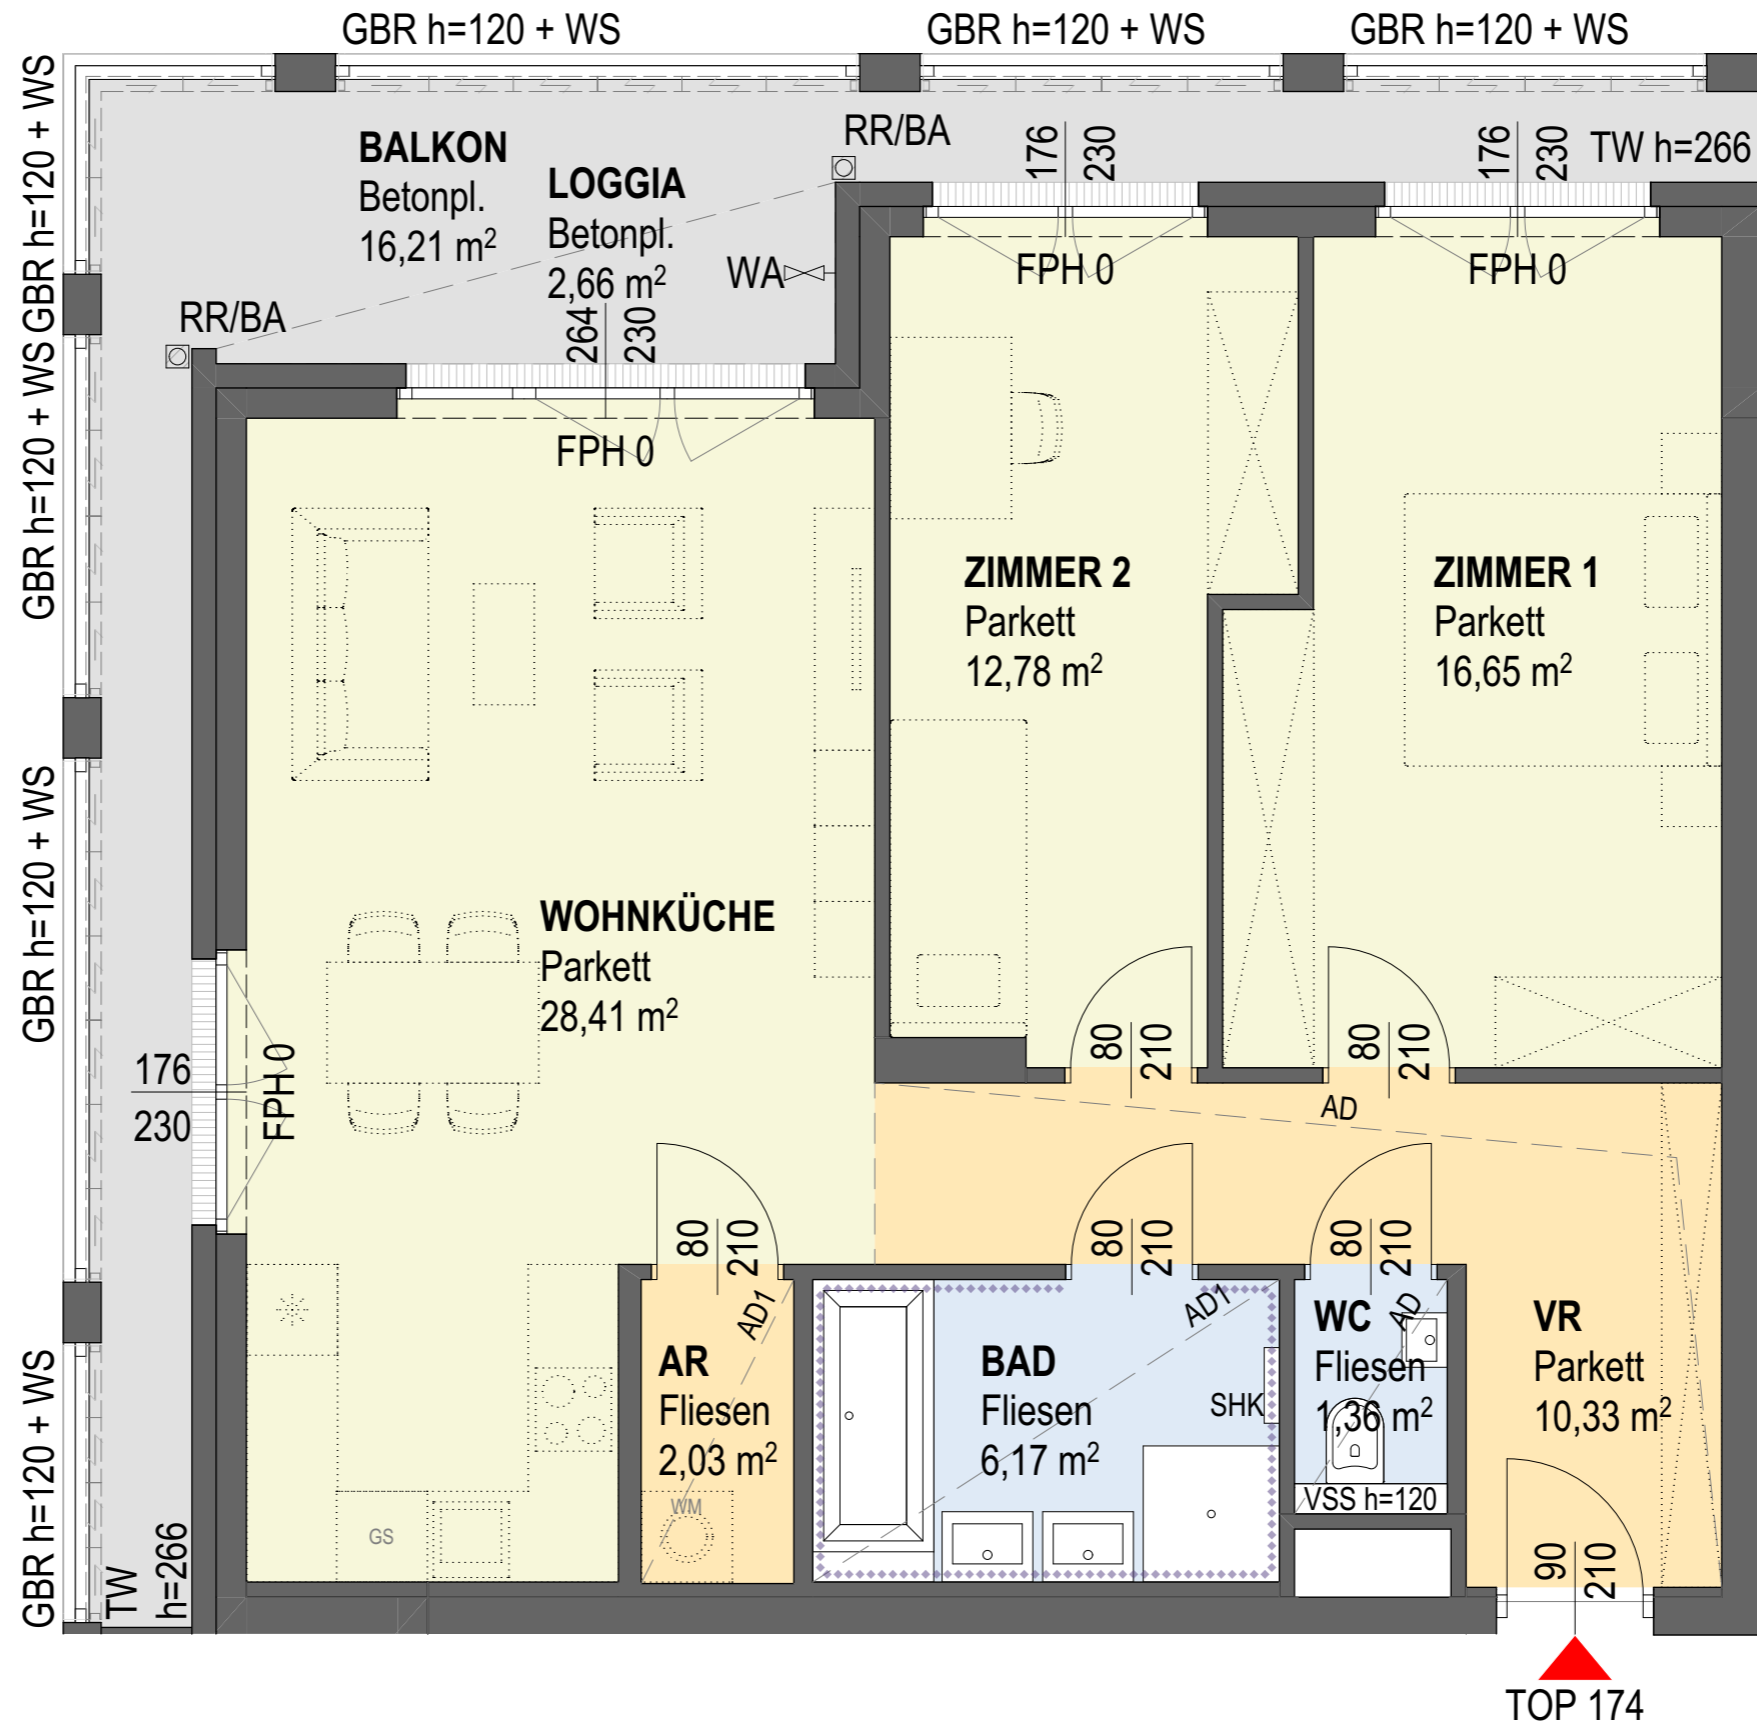 GBR h=120 + WS
GBR h=120 + WS
GBR h=120 + WS
GBR h=120 + WS
GBR h=120 + WS
GBR h=120 + WS
GBR h=120 + WS
BALKON
Betonpl.
16,21 m²
LOGGIA
Betonpl.
2,66 m²
RR/BA
RR/BA
WA
176
230
176
230
TW h=266
264
230
FPH 0
FPH 0
FPH 0
ZIMMER 2
Parkett
12,78 m²
ZIMMER 1
Parkett
16,65 m²
WOHNKÜCHE
Parkett
28,41 m²
176
230
FPH 0
80
210
80
210
AD
80
210
80
210
80
210
AD1
AR
Fliesen
2,03 m²
WM
GS
AD1
BAD
Fliesen
6,17 m²
SHK
AD
WC
Fliesen
1,36 m²
VSS h=120
VR
Parkett
10,33 m²
90
210
TW
h=266
TOP 174